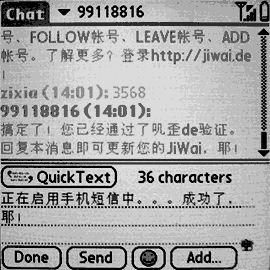 Chat 99118816
号、FOLLOW帐号、LEAVE帐号、ADD
帐号。了解更多？登录http://jiwai.de
！
zixia (14:01): 3568
99118816 (14:01):
搞定了！您已经通过了叽歪de验证。
回复本消息即可更新您的JiWai．耶！
QuickText 36 characters
正在启用手机短信中。。。成功了．
耶！
Done Send Add...